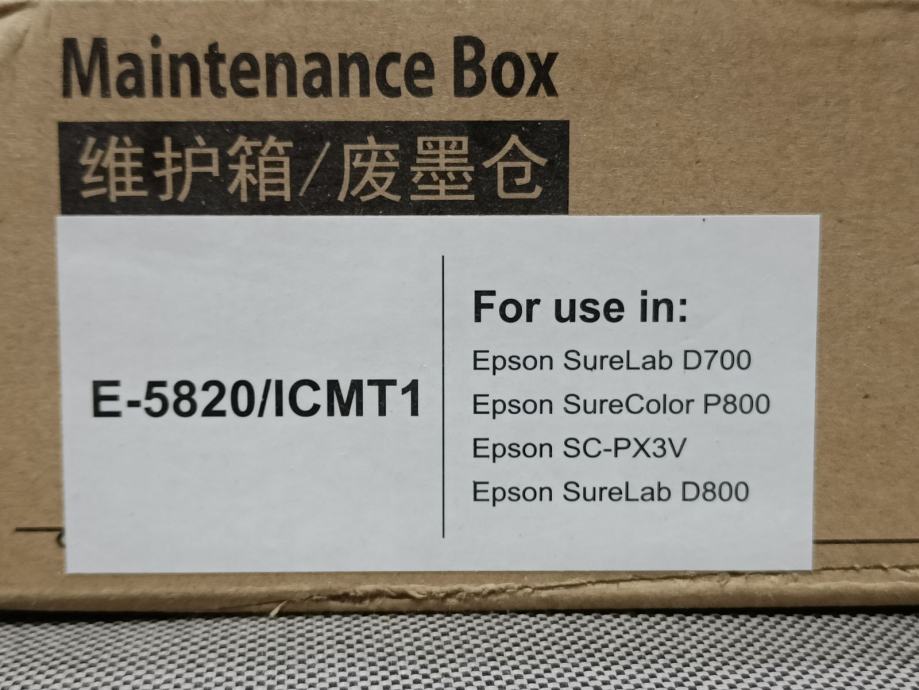 Maintenance Box
维护箱/废墨仓
E-5820/ICMT1
For use in:
Epson SureLab D700
Epson SureColor P800
Epson SC-PX3V
Epson SureLab D800